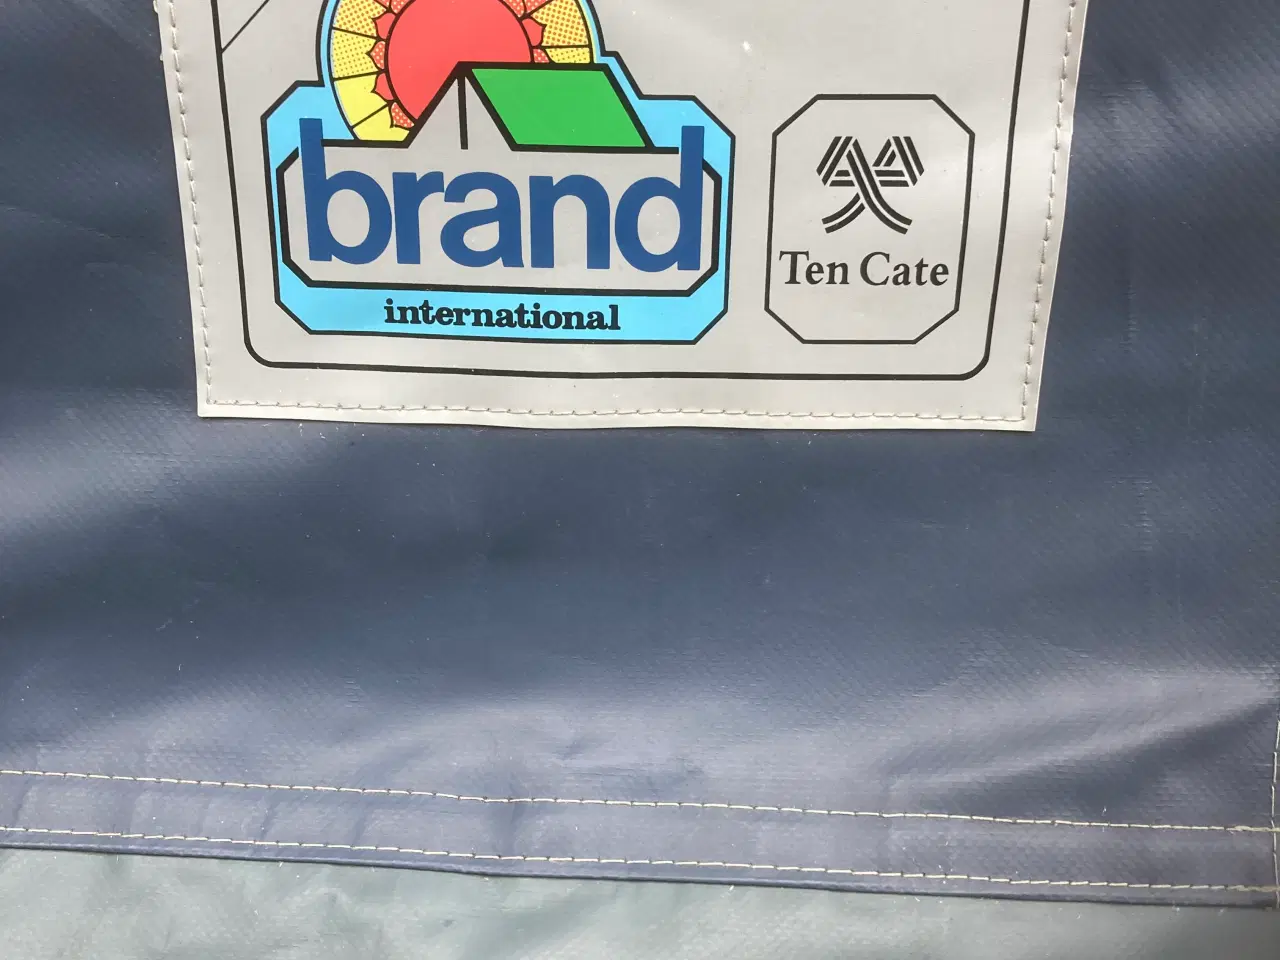 brand
international
Ten Cate